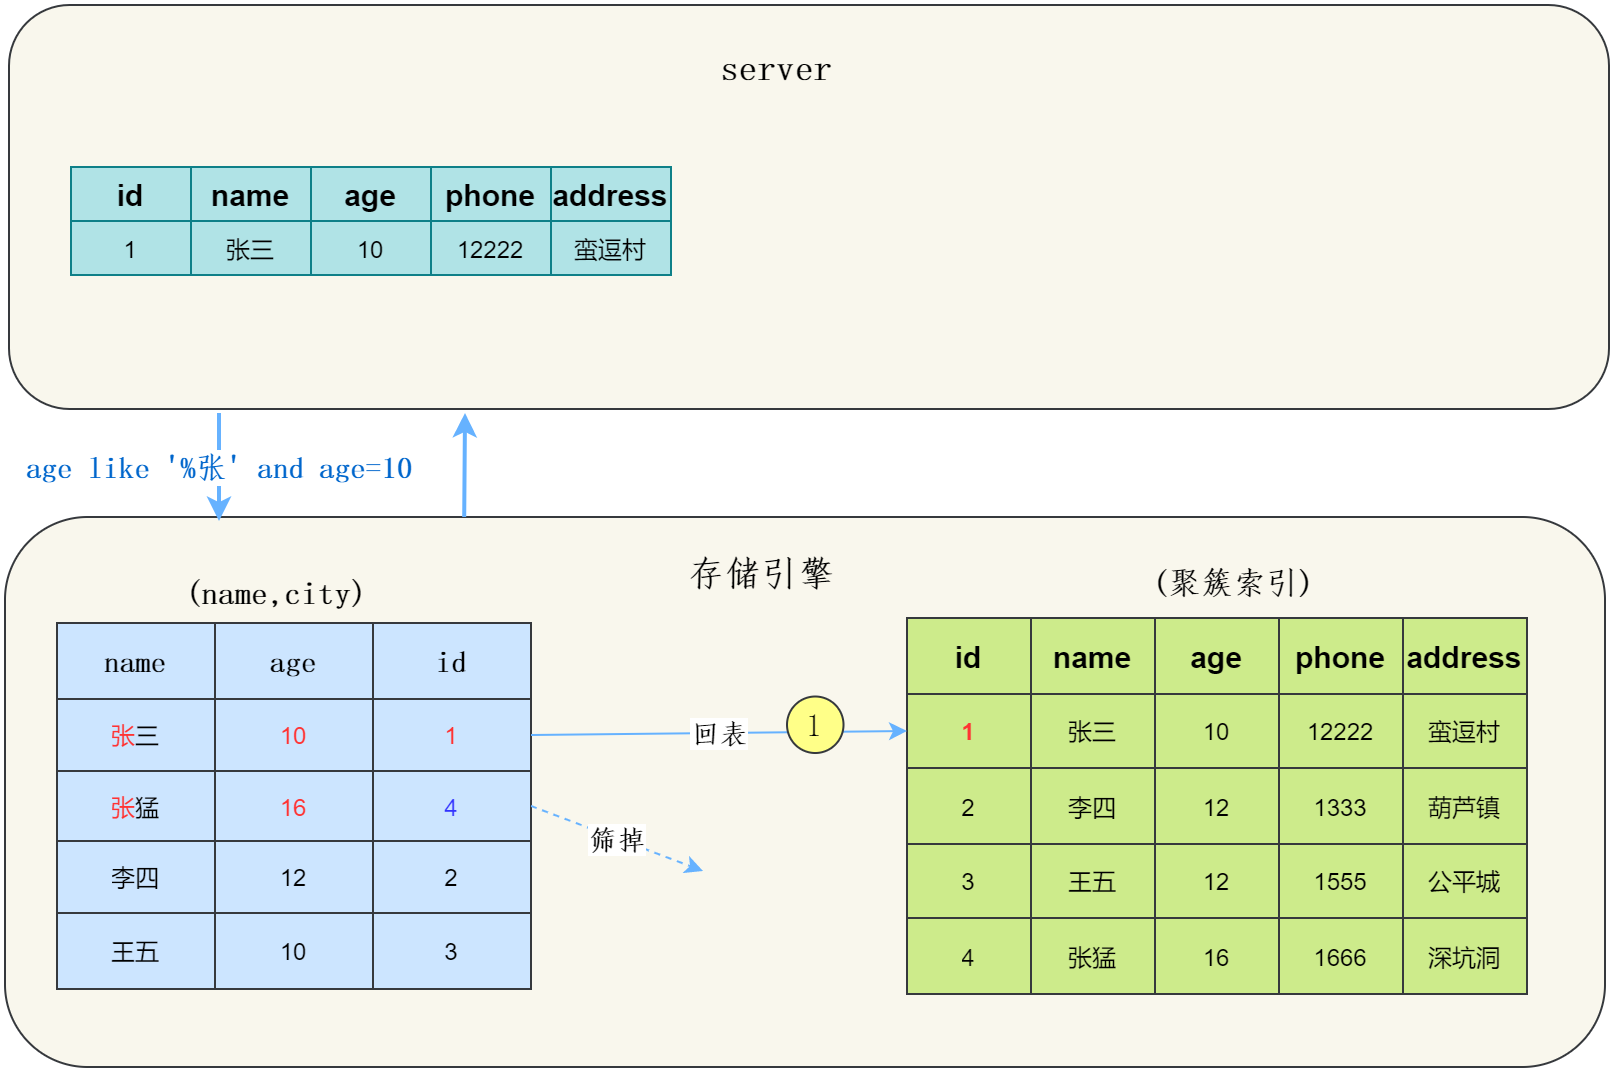 server
id name age phone address
1 张三 10 12222 蛮逗村
age like '%张' and age=10
存储引擎
(name,city)
name age id
张三 10 1
张猛 16 4
李四 12 2
王五 10 3
回表
1
筛掉
(聚簇索引)
id name age phone address
1 张三 10 12222 蛮逗村
2 李四 12 1333 葫芦镇
3 王五 12 1555 公平城
4 张猛 16 1666 深坑洞